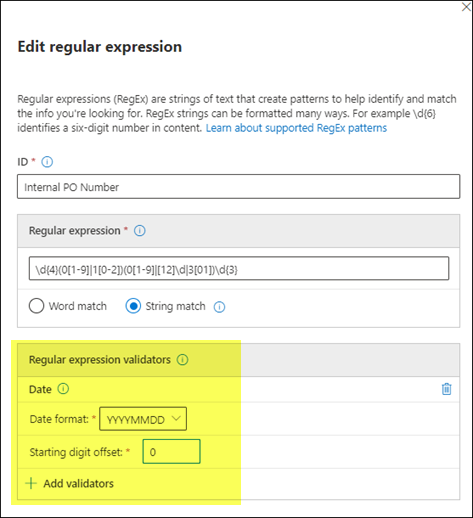 Edit regular expression
Regular expressions (RegEx) are strings of text that create patterns to help identify and match
the info you're looking for. RegEx strings can be formatted many ways. For example \d{6}
identifies a six-digit number in content. Learn about supported RegEx patterns
ID *
Internal PO Number
Regular expression *
\d{4}(0[1-9]|1[0-2])(0[1-9]|[12]\d|3[01])\d{3}
Word match String match
Regular expression validators
Date
Date format: * YYYYMMDD
Starting digit offset: * 0
+ Add validators